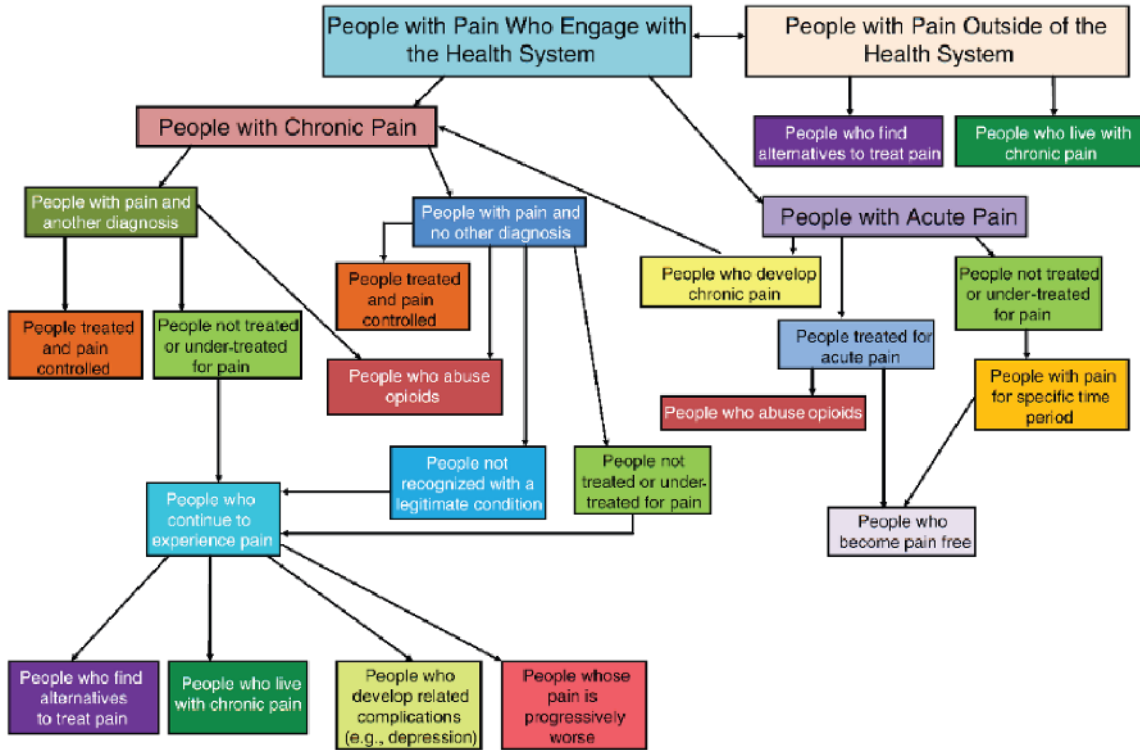 People with Pain Who Engage with
the Health System
People with Pain Outside of the
Health System
People with Chronic Pain
People who find
alternatives to treat pain
People who live with
chronic pain
People with pain and
another diagnosis
People with pain and
no other diagnosis
People with Acute Pain
People treated
and pain
controlled
People who develop
chronic pain
People not treated
or under-treated
for pain
People treated
and pain
controlled
People not treated
or under-treated
for pain
People treated for
acute pain
People who abuse
opioids
People who abuse opioids
People with pain
for specific time
period
People not
recognized with a
legitimate condition
People not
treated or under-
treated for pain
People who
continue to
experience pain
People who
become pain free
People who find
alternatives
to treat pain
People who live
with chronic pain
People who
develop related
complications
(e.g., depression)
People whose
pain is
progressively
worse